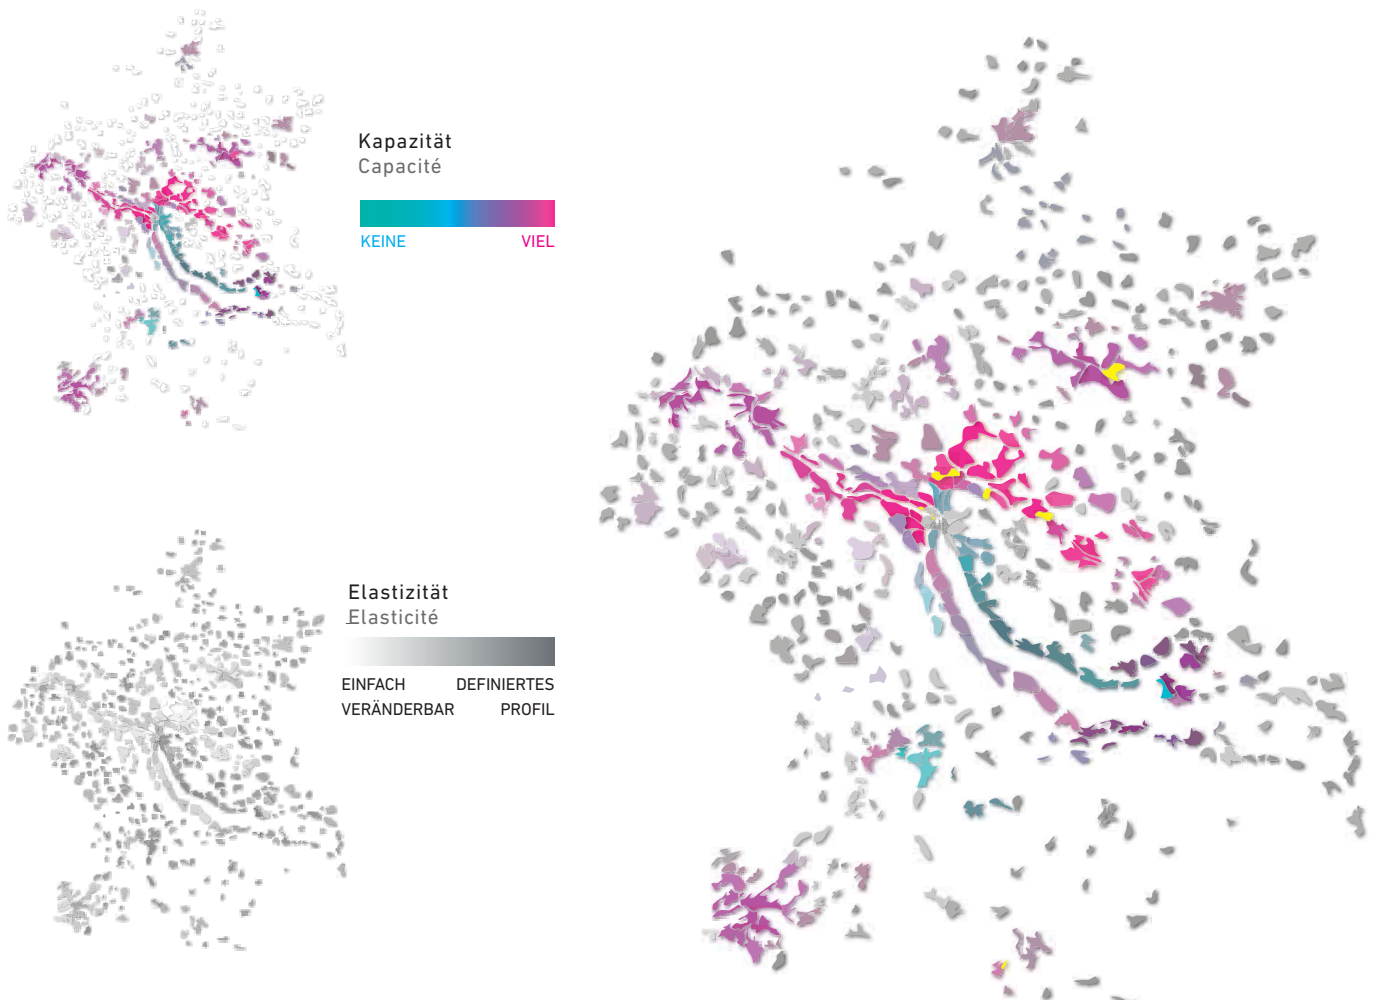 Kapazität
Capacité
KEINE VIEL
Elastizität
Elasticité
EINFACH DEFINIERTES
VERÄNDERBAR PROFIL